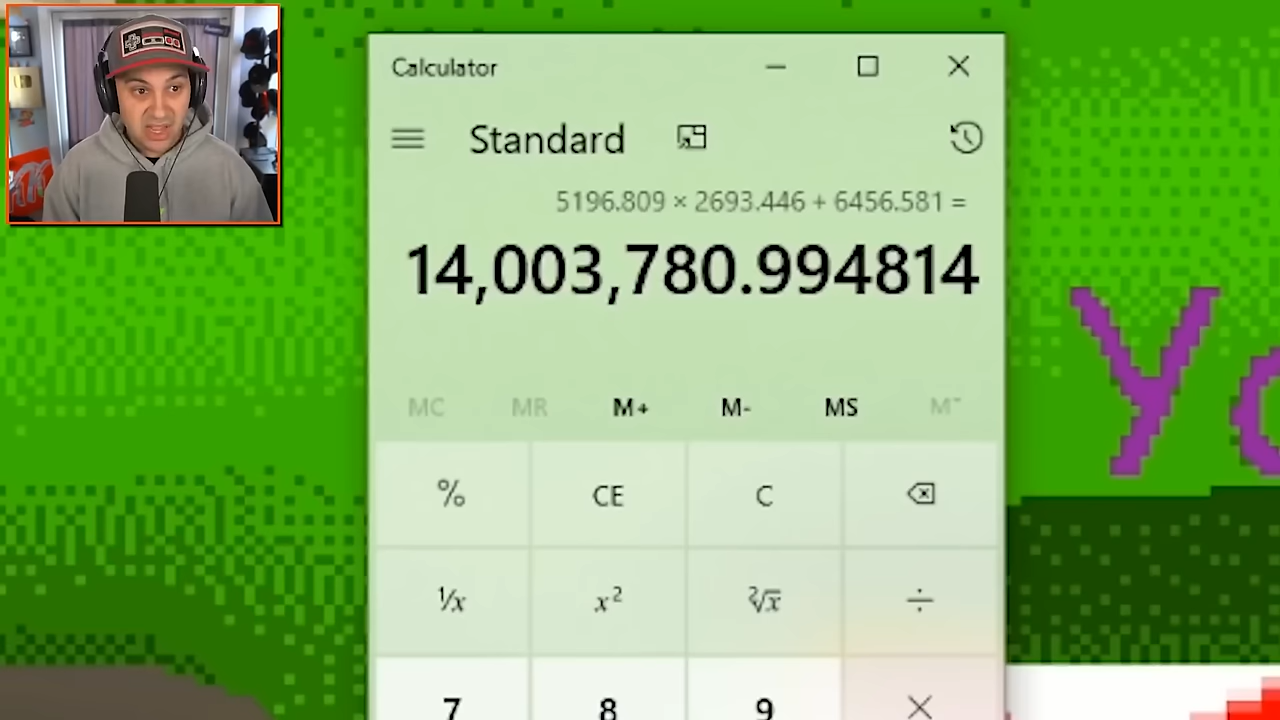 Calculator
Standard
5196.809 × 2693.446 + 6456.581 =
14,003,780.994814
MC MR M+ M- MS M˅
% CE C
⅟x x² ²√x ÷
7 8 9 ×
Yo